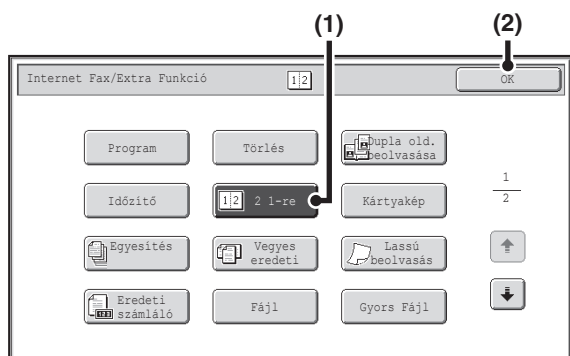 (1) (2)
Internet Fax/Extra Funkció 1 2 OK
Program Törlés Dupla old.
beolvasása
Időzítő 1 2 2 1-re Kártyakép
1
2
Egyesítés Vegyes
eredeti Lassú
beolvasás
Eredeti
számláló 123 Fájl Gyors Fájl